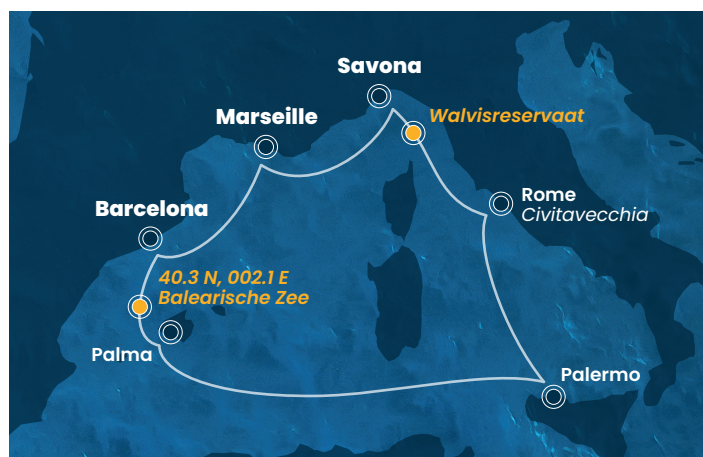 Savona
Walvisreservaat
Marseille
Rome
Civitavecchia
Barcelona
40.3 N, 002.1 E
Balearische Zee
Palma
Palermo